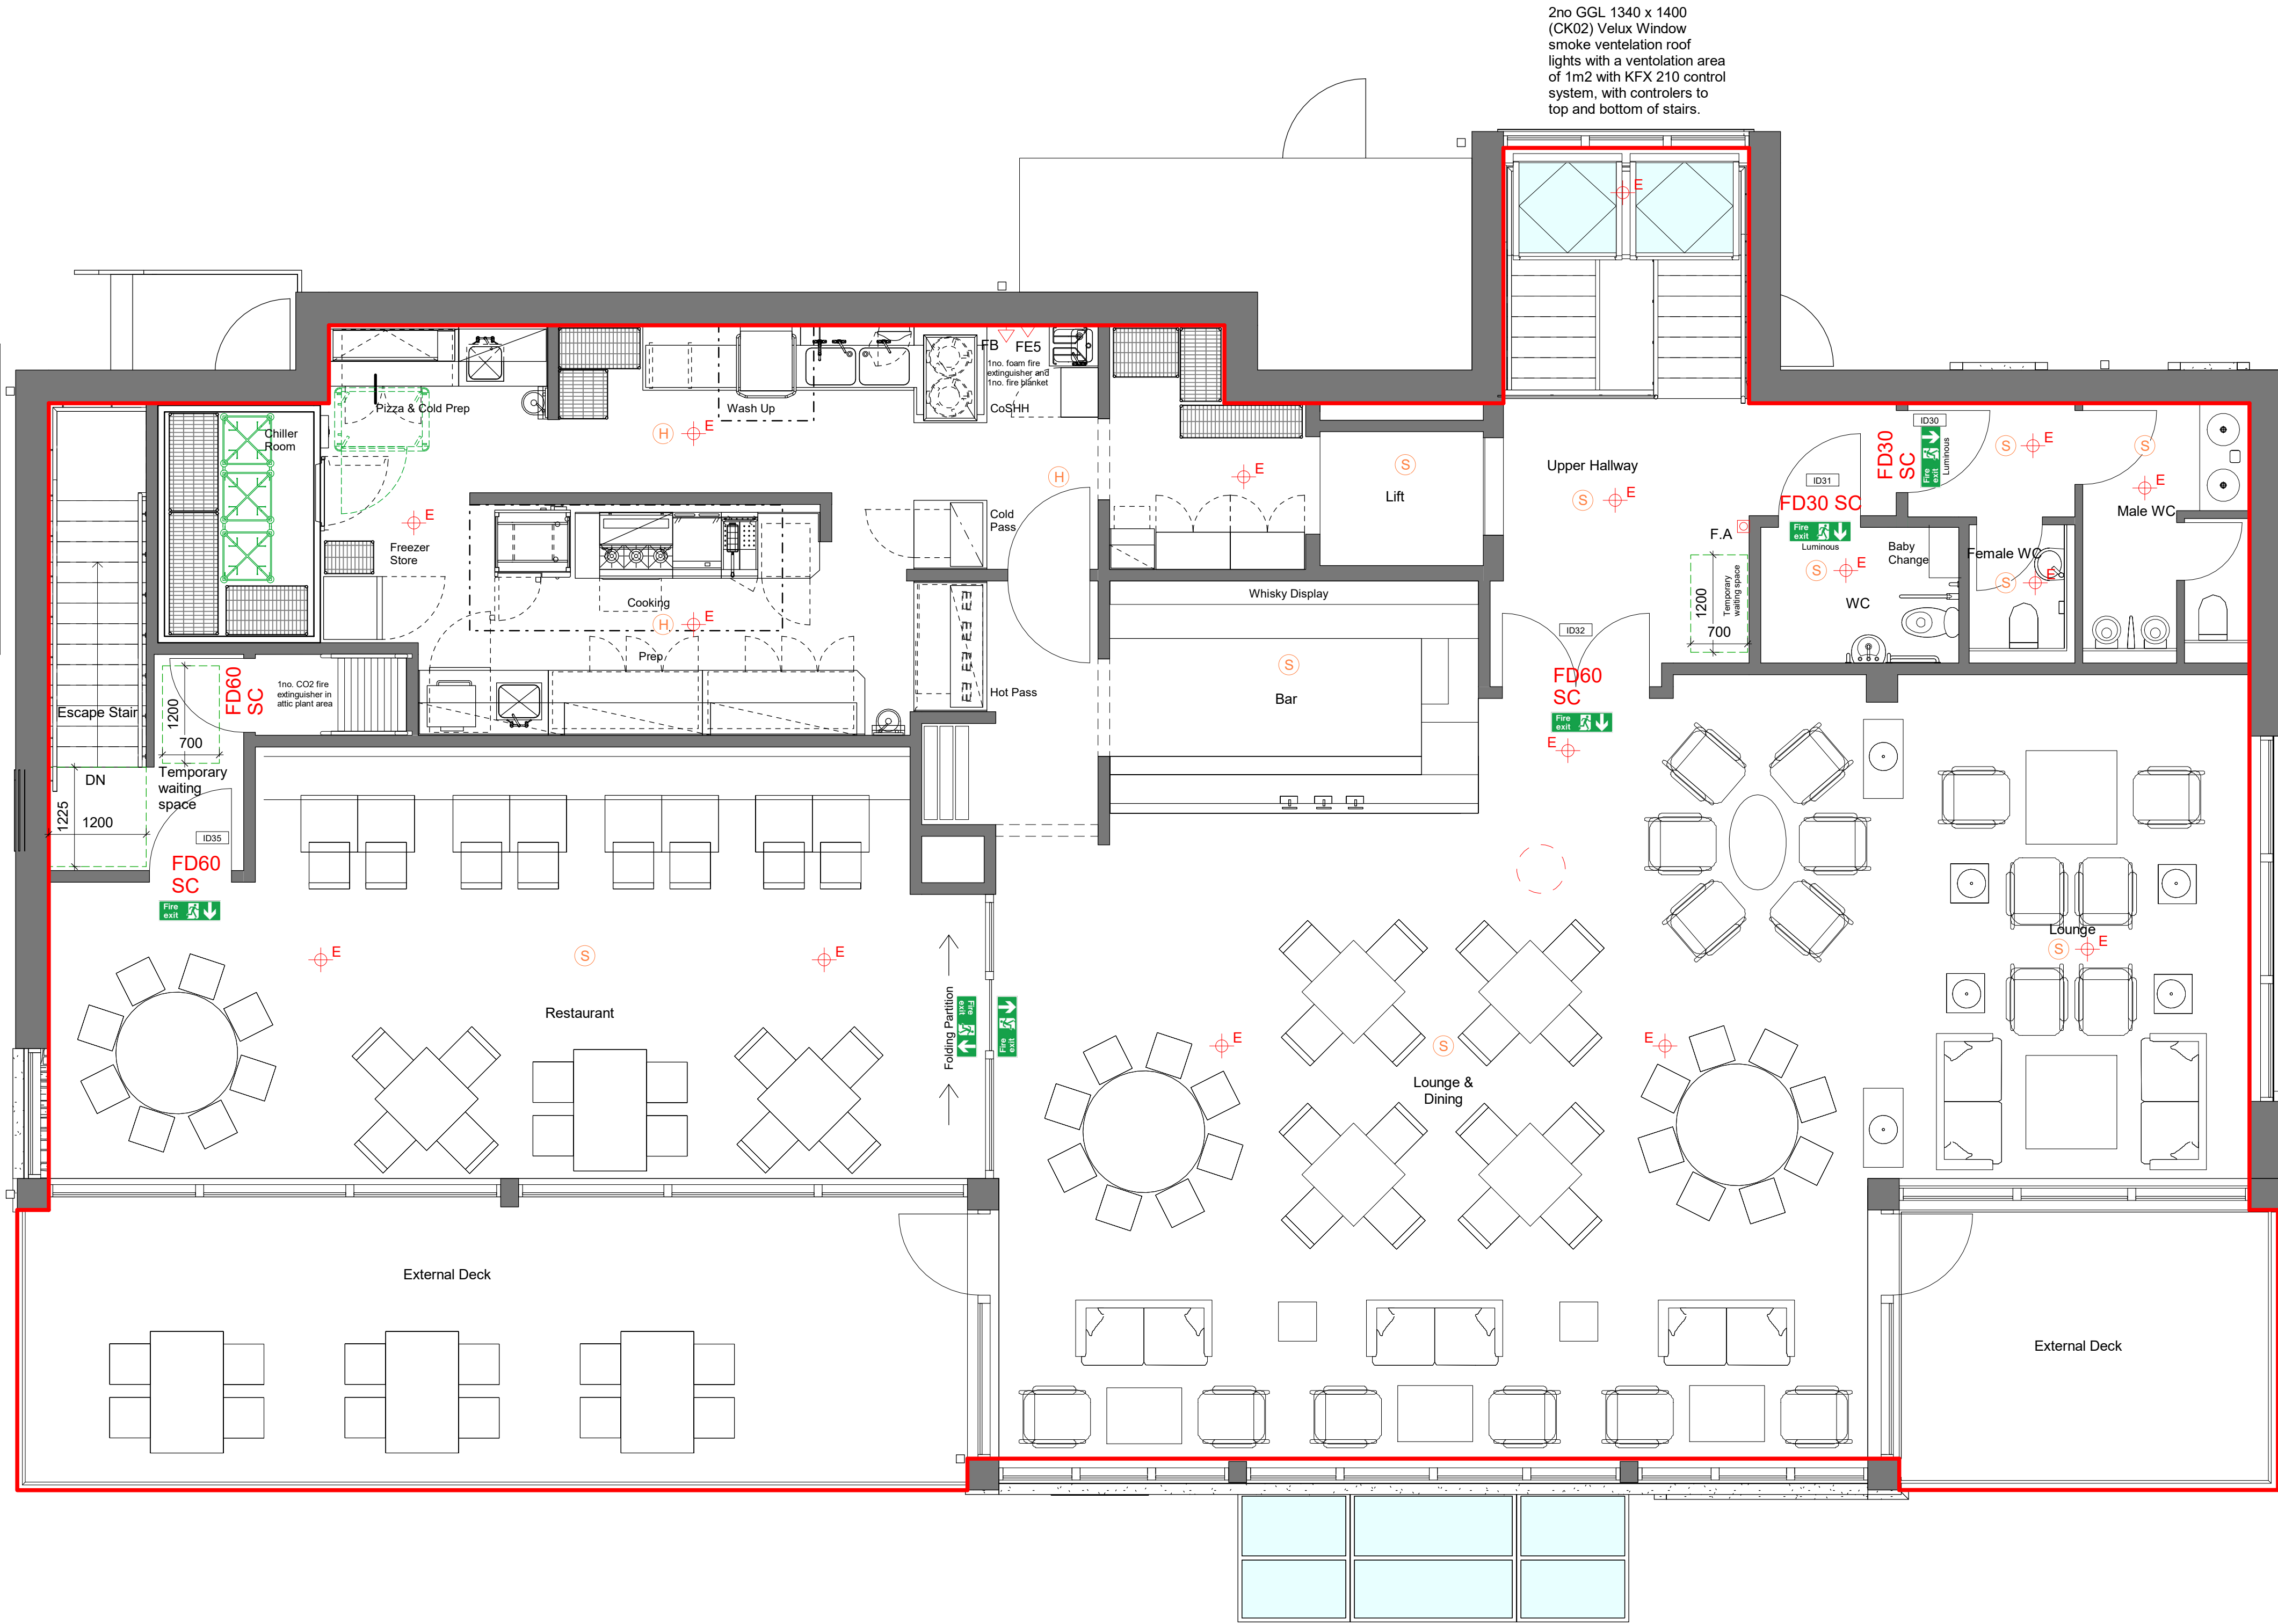 2no GGL 1340 x 1400
(CK02) Velux Window
smoke ventelation roof
lights with a ventolation area
of 1m2 with KFX 210 control
system, with controlers to
top and bottom of stairs.
E
FB
FE5
1no. foam fire
extinguisher and
1no. fire blanket
CoSHH
Pizza & Cold Prep
Wash Up
Chiller
Room
H
E
E
Freezer
Store
H
Cold
Pass
E
S
Lift
Upper Hallway
S
E
ID31
FD30 SC
Fire
exit
Luminous
FD30
SC
ID30
Fire
exit
Luminous
S
E
S
E
Male WC
F.A
1200
700
Temporary
waiting space
S
E
Baby
Change
WC
Female WC
S
E
Cooking
H
E
Prep
Hot Pass
Whisky Display
S
Bar
ID32
FD60
SC
Fire
exit
E
Escape Stair
1200
700
FD60
SC
1no. CO2 fire
extinguisher in
attic plant area
DN
Temporary
waiting
space
1225
1200
ID35
FD60
SC
Fire
exit
E
S
E
Restaurant
Folding Partition
Fire
exit
Fire
exit
E
S
E
Lounge &
Dining
Lounge
S
E
External Deck
External Deck